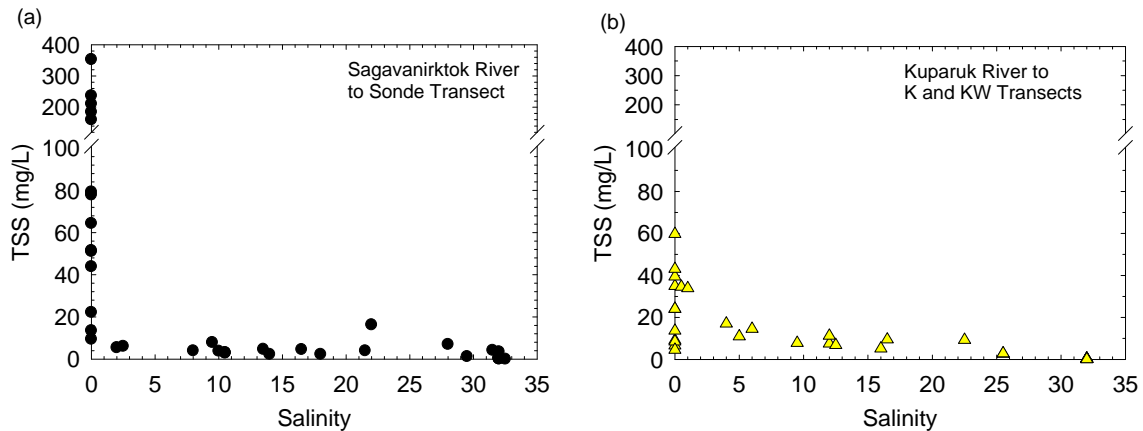 (a)
400
300
200
100
80
60
40
20
0
TSS (mg/L)
Sagavanirktok River
to Sonde Transect
0 5 10 15 20 25 30 35
Salinity
(b)
400
300
200
100
80
60
40
20
0
TSS (mg/L)
Kuparuk River to
K and KW Transects
0 5 10 15 20 25 30 35
Salinity